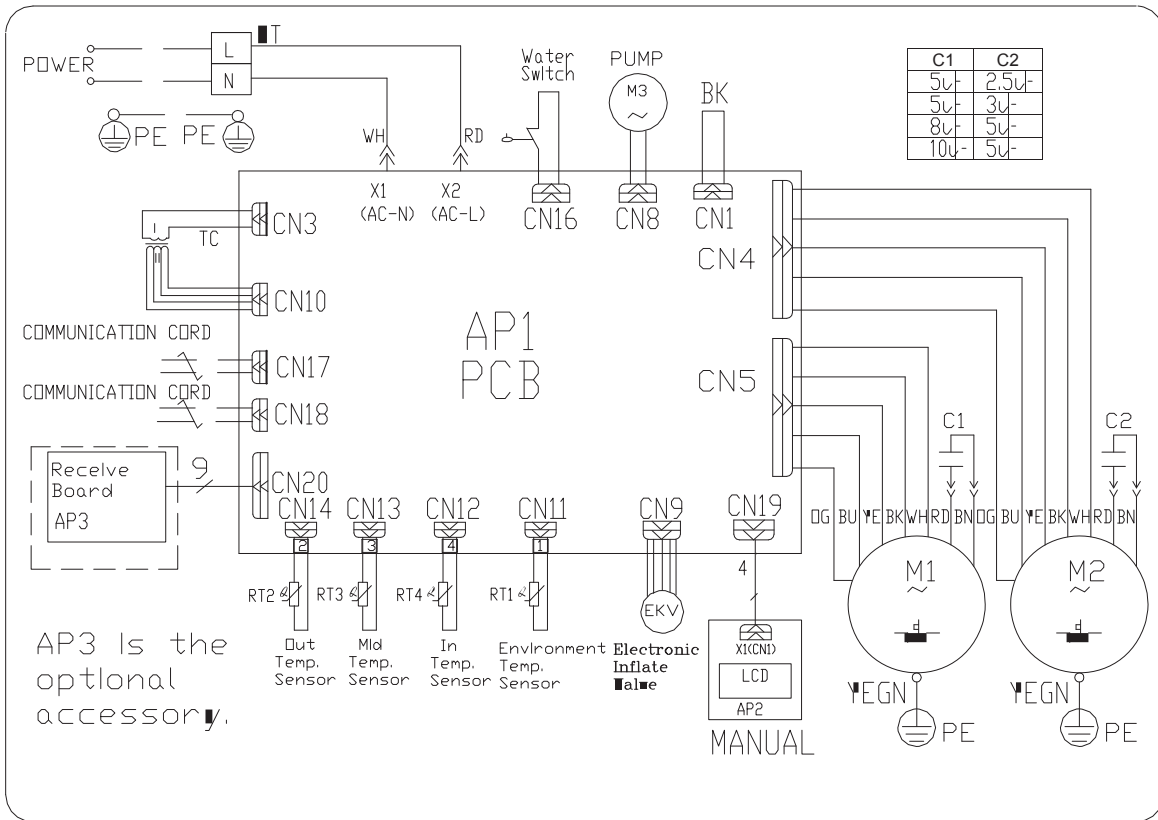 POWER
L
N
T
PE PE
WH
RD
X1
(AC-N)
X2
(AC-L)
Water
Switch
CN16
PUMP
M3
~
CN8
BK
CN1
C1 C2
5u- 2.5u-
5u- 3u-
8u- 5u-
10u- 5u-
CN3
TC
CN10
COMMUNICATION CORD
CN17
COMMUNICATION CORD
CN18
Receive
Board
AP3
9
CN20
AP1
PCB
CN4
CN5
CN14
CN13
CN12
CN11
CN9
CN19
2
3
4
1
RT2
RT3
RT4
RT1
EKV
4
Out
Temp.
Sensor
Mid
Temp.
Sensor
In
Temp.
Sensor
Environment
Temp.
Sensor
Electronic
Inflate
X1(CN1)
LCD
AP2
MANUAL
C1
C2
OG BU YE BK WH RD BN OG BU YE BK WH RD BN
M1
~
M2
~
YEGN
PE
YEGN
PE
AP3 is the
optional
accessory.